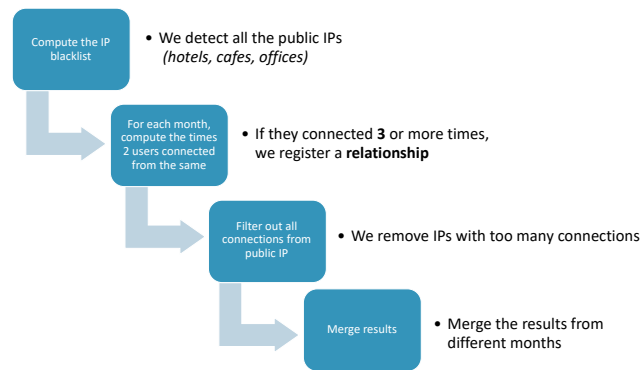 Compute the IP
blacklist
• We detect all the public IPs
(hotels, cafes, offices)
For each month,
compute the times
2 users connected
from the same
• If they connected 3 or more times,
we register a relationship
Filter out all
connections from
public IP
• We remove IPs with too many connections
Merge results
• Merge the results from
different months